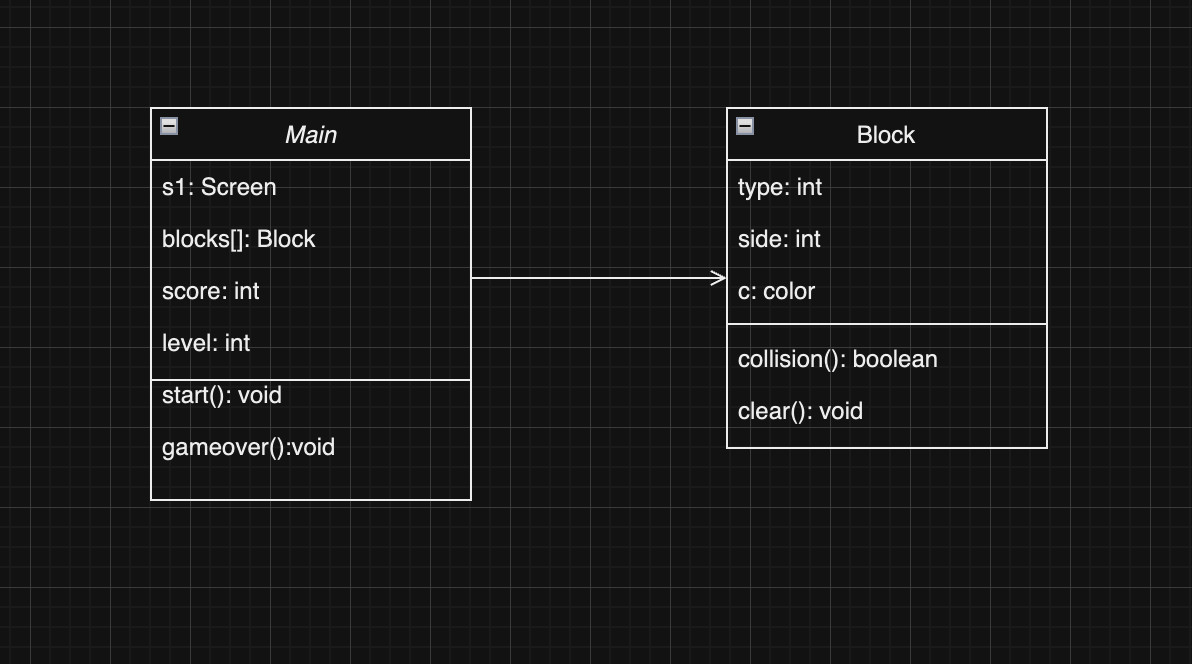 Main
s1: Screen
blocks[]: Block
score: int
level: int
start(): void
gameover():void
Block
type: int
side: int
c: color
collision(): boolean
clear(): void